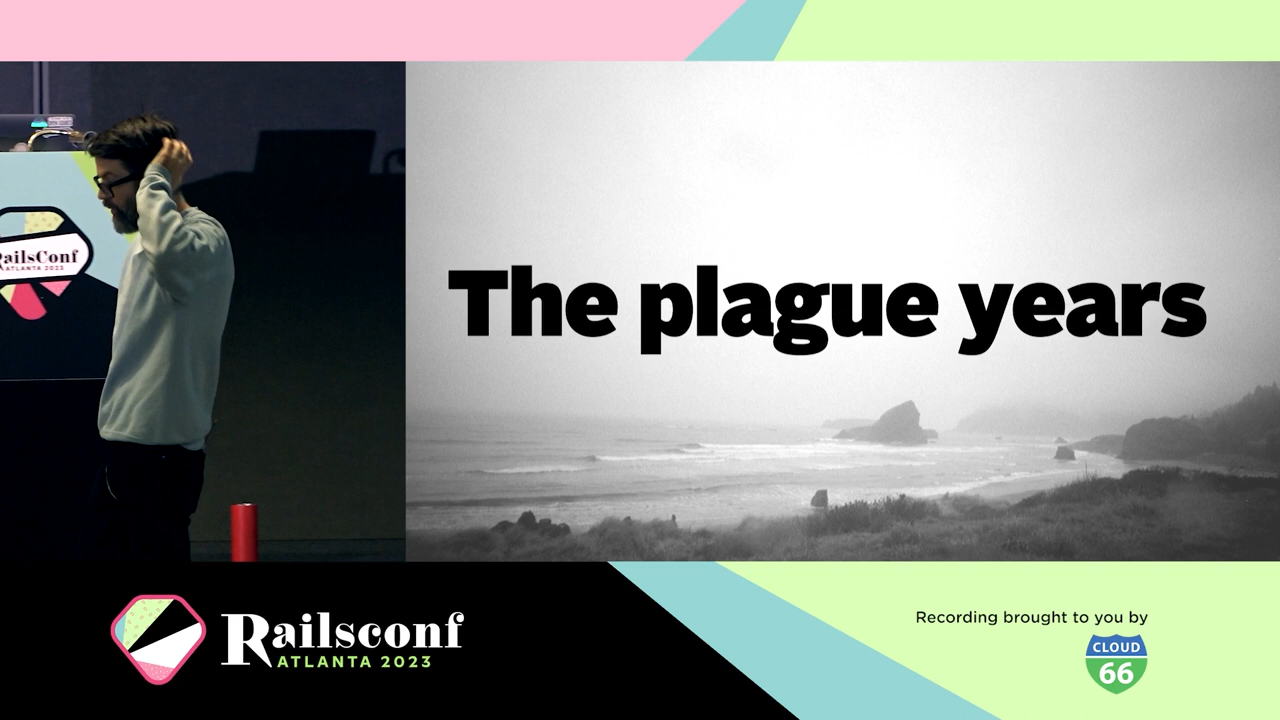 The plague years
RailsConf
ATLANTA 2023
Railsconf
ATLANTA 2023
Recording brought to you by
CLOUD
66